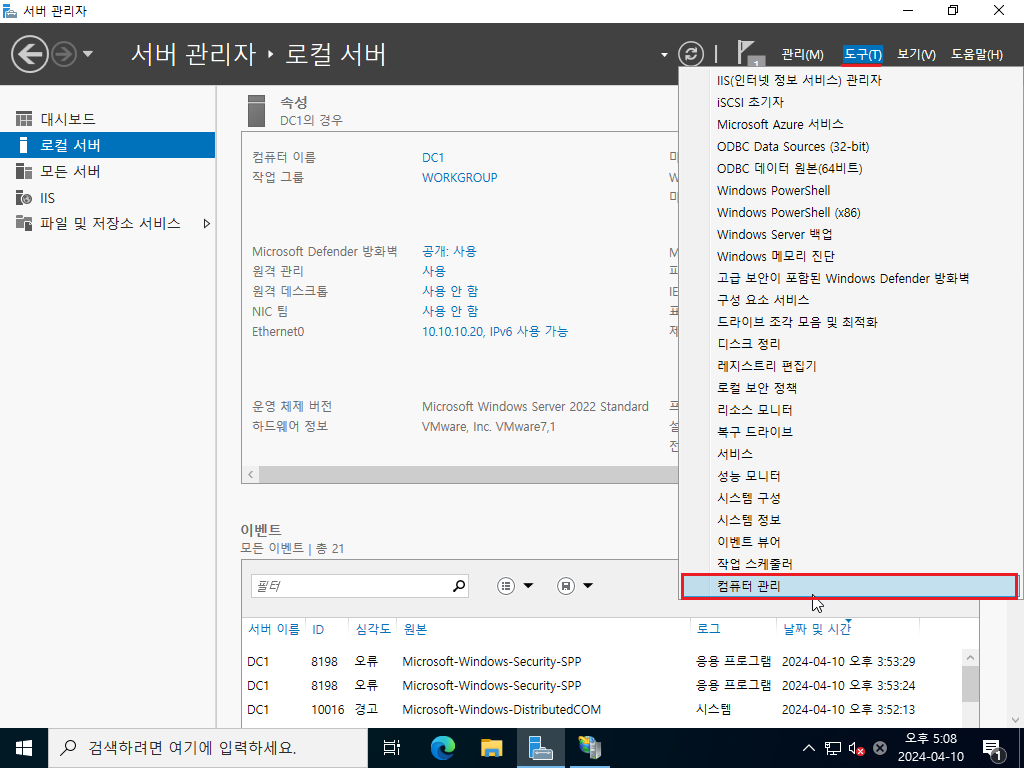 서버 관리자
서버 관리자 ‣ 로컬 서버
1
관리(M)
도구(T)
보기(V)
도움말(H)
대시보드
로컬 서버
모든 서버
IIS
파일 및 저장소 서비스
속성
DC1의 경우
컴퓨터 이름 DC1
작업 그룹 WORKGROUP
Microsoft Defender 방화벽 공개: 사용
원격 관리 사용
원격 데스크톱 사용 안 함
NIC 팀 사용 안 함
Ethernet0 10.10.10.20, IPv6 사용 가능
운영 체제 버전 Microsoft Windows Server 2022 Standard
하드웨어 정보 VMware, Inc. VMware7,1
IIS(인터넷 정보 서비스) 관리자
iSCSI 초기자
Microsoft Azure 서비스
ODBC Data Sources (32-bit)
ODBC 데이터 원본(64비트)
Windows PowerShell
Windows PowerShell (x86)
Windows Server 백업
Windows 메모리 진단
고급 보안이 포함된 Windows Defender 방화벽
구성 요소 서비스
드라이브 조각 모음 및 최적화
디스크 정리
레지스트리 편집기
로컬 보안 정책
리소스 모니터
복구 드라이브
서비스
성능 모니터
시스템 구성
시스템 정보
이벤트 뷰어
작업 스케줄러
컴퓨터 관리
이벤트
모든 이벤트 | 총 21
필터
서버 이름 ID 심각도 원본 로그 날짜 및 시간
DC1 8198 오류 Microsoft-Windows-Security-SPP 응용 프로그램 2024-04-10 오후 3:53:29
DC1 8198 오류 Microsoft-Windows-Security-SPP 응용 프로그램 2024-04-10 오후 3:53:24
DC1 10016 경고 Microsoft-Windows-DistributedCOM 시스템 2024-04-10 오후 3:52:13
검색하려면 여기에 입력하세요.
오후 5:08
2024-04-10
1